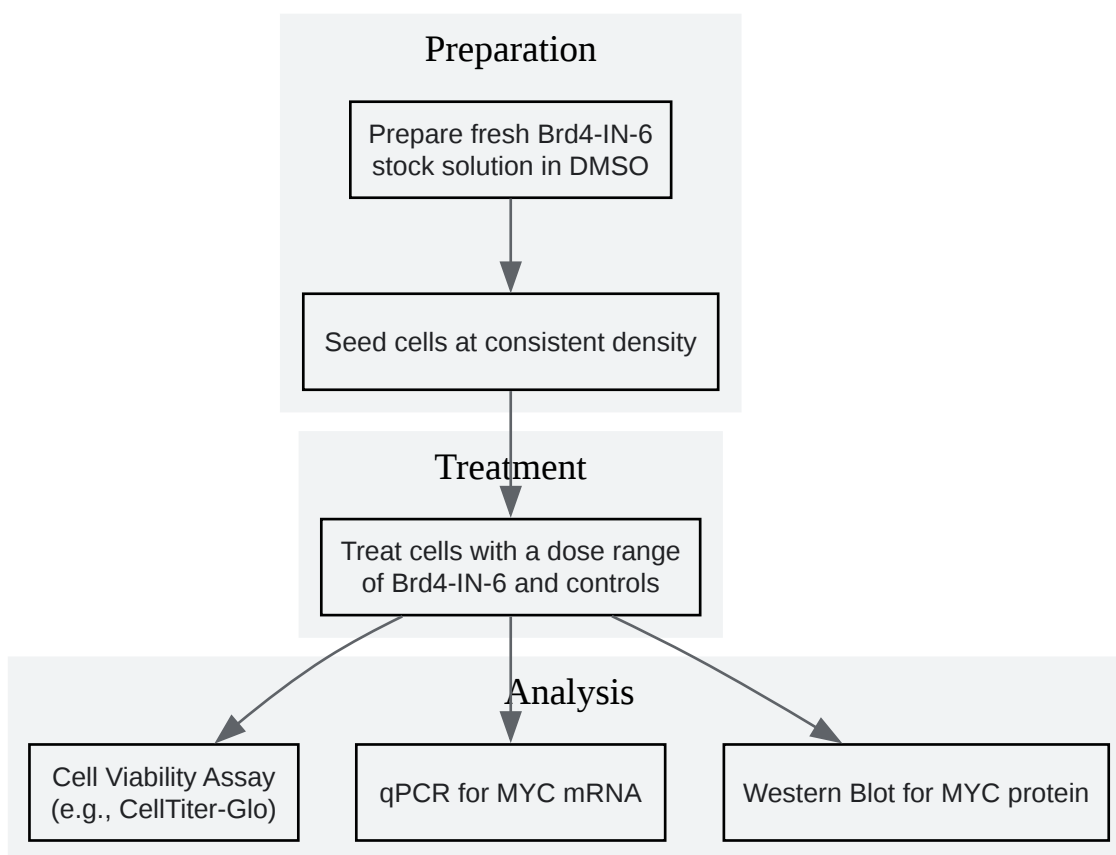 Preparation
Prepare fresh Brd4-IN-6
stock solution in DMSO
Seed cells at consistent density
Treatment
Treat cells with a dose range
of Brd4-IN-6 and controls
Analysis
Cell Viability Assay
(e.g., CellTiter-Glo)
qPCR for MYC mRNA
Western Blot for MYC protein